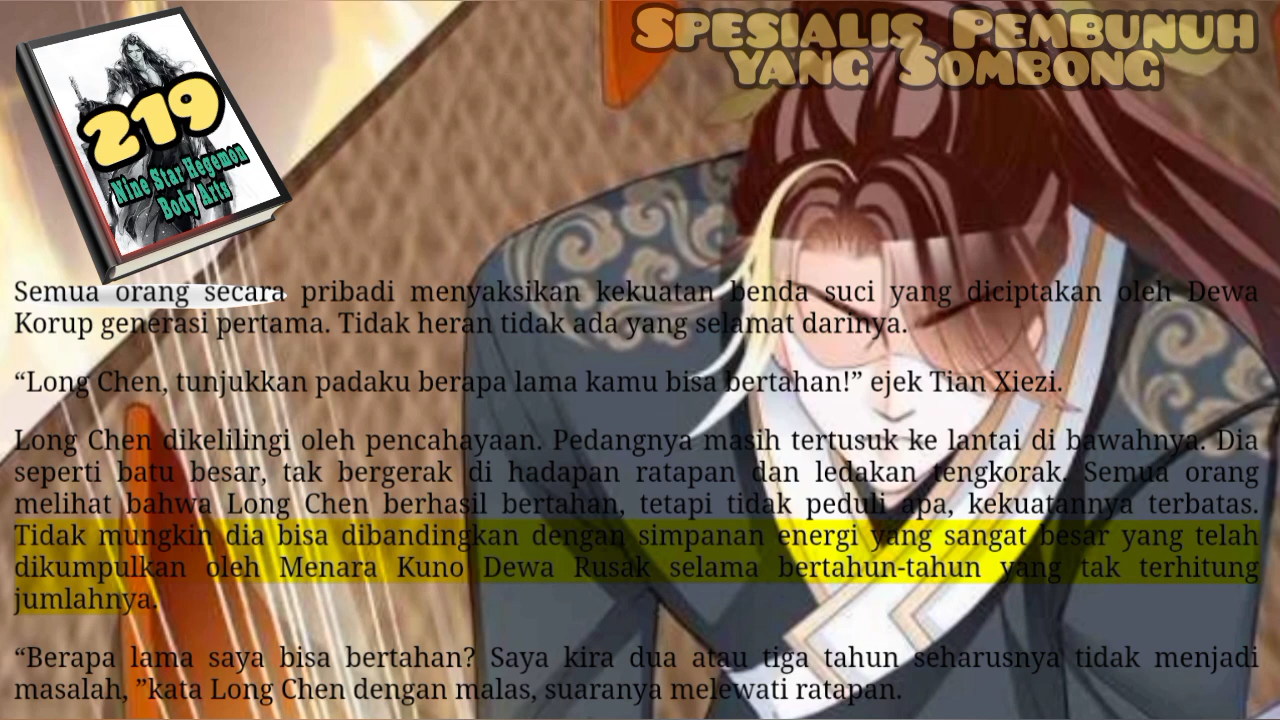 Spesialis Pembunuh
yang Sombong
219
Nine Star Hegemon
Body Arts
Semua orang secara pribadi menyaksikan kekuatan benda suci yang diciptakan oleh Dewa
Korup generasi pertama. Tidak heran tidak ada yang selamat darinya.
“Long Chen, tunjukkan padaku berapa lama kamu bisa bertahan!” ejek Tian Xiezi.
Long Chen dikelilingi oleh pencahayaan. Pedangnya masih tertusuk ke lantai di bawahnya. Dia
seperti batu besar, tak bergerak di hadapan ratapan dan ledakan tengkorak. Semua orang
melihat bahwa Long Chen berhasil bertahan, tetapi tidak peduli apa, kekuatannya terbatas.
Tidak mungkin dia bisa dibandingkan dengan simpanan energi yang sangat besar yang telah
dikumpulkan oleh Menara Kuno Dewa Rusak selama bertahun-tahun yang tak terhitung
jumlahnya.
“Berapa lama saya bisa bertahan? Saya kira dua atau tiga tahun seharusnya tidak menjadi
masalah, ”kata Long Chen dengan malas, suaranya melewati ratapan.